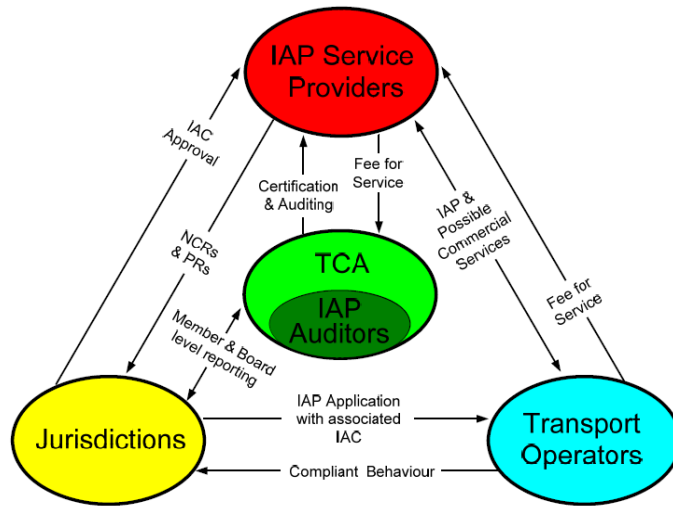 IAP Service
Providers
IAC
Approval
Certification
& Auditing
Fee for
Service
IAP &
Possible
Commercial
Services
NCRs
& PRs
TCA
IAP
Auditors
Fee for
Service
Member & Board
level reporting
Jurisdictions
IAP Application
with associated
IAC
Transport
Operators
Compliant Behaviour